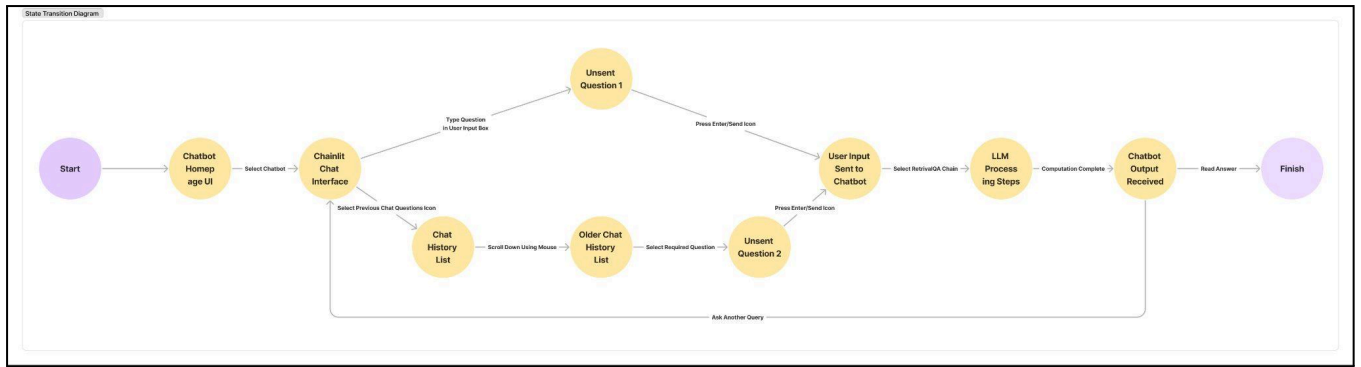 State Transition Diagram
Unsent
Question 1
Type Question
in User Input Box
Press Enter/Send Icon
Start
Chatbot
Homep
age UI
Select Chatbot
Chainlit
Chat
Interface
User Input
Sent to
Chatbot
Select RetrivalQA Chain
LLM
Process
ing Steps
Computation Complete
Chatbot
Output
Received
Read Answer
Finish
Select Previous Chat Questions Icon
Press Enter/Send Icon
Chat
History
List
Scroll Down Using Mouse
Older Chat
History
List
Select Required Question
Unsent
Question 2
Ask Another Query